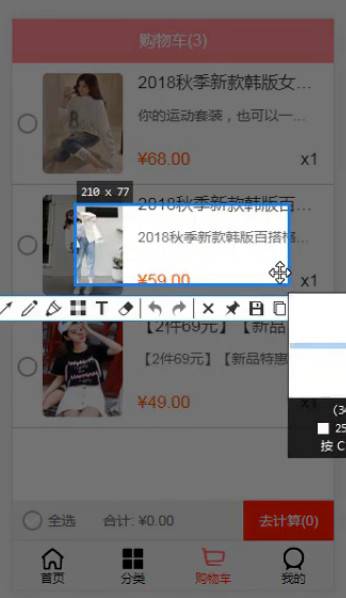 购物车(3)
2018秋季新款韩版女...
你的运动套装，也可以一...
¥68.00 x1
210 x 77
2018秋季新款韩版百...
2018秋季新款韩版百搭格...
¥59.00 x1
T
【2件69元】【新品
【2件69元】【新品特惠
¥49.00
按 C
全选 合计: ¥0.00 去计算(0)
首页 分类 购物车 我的